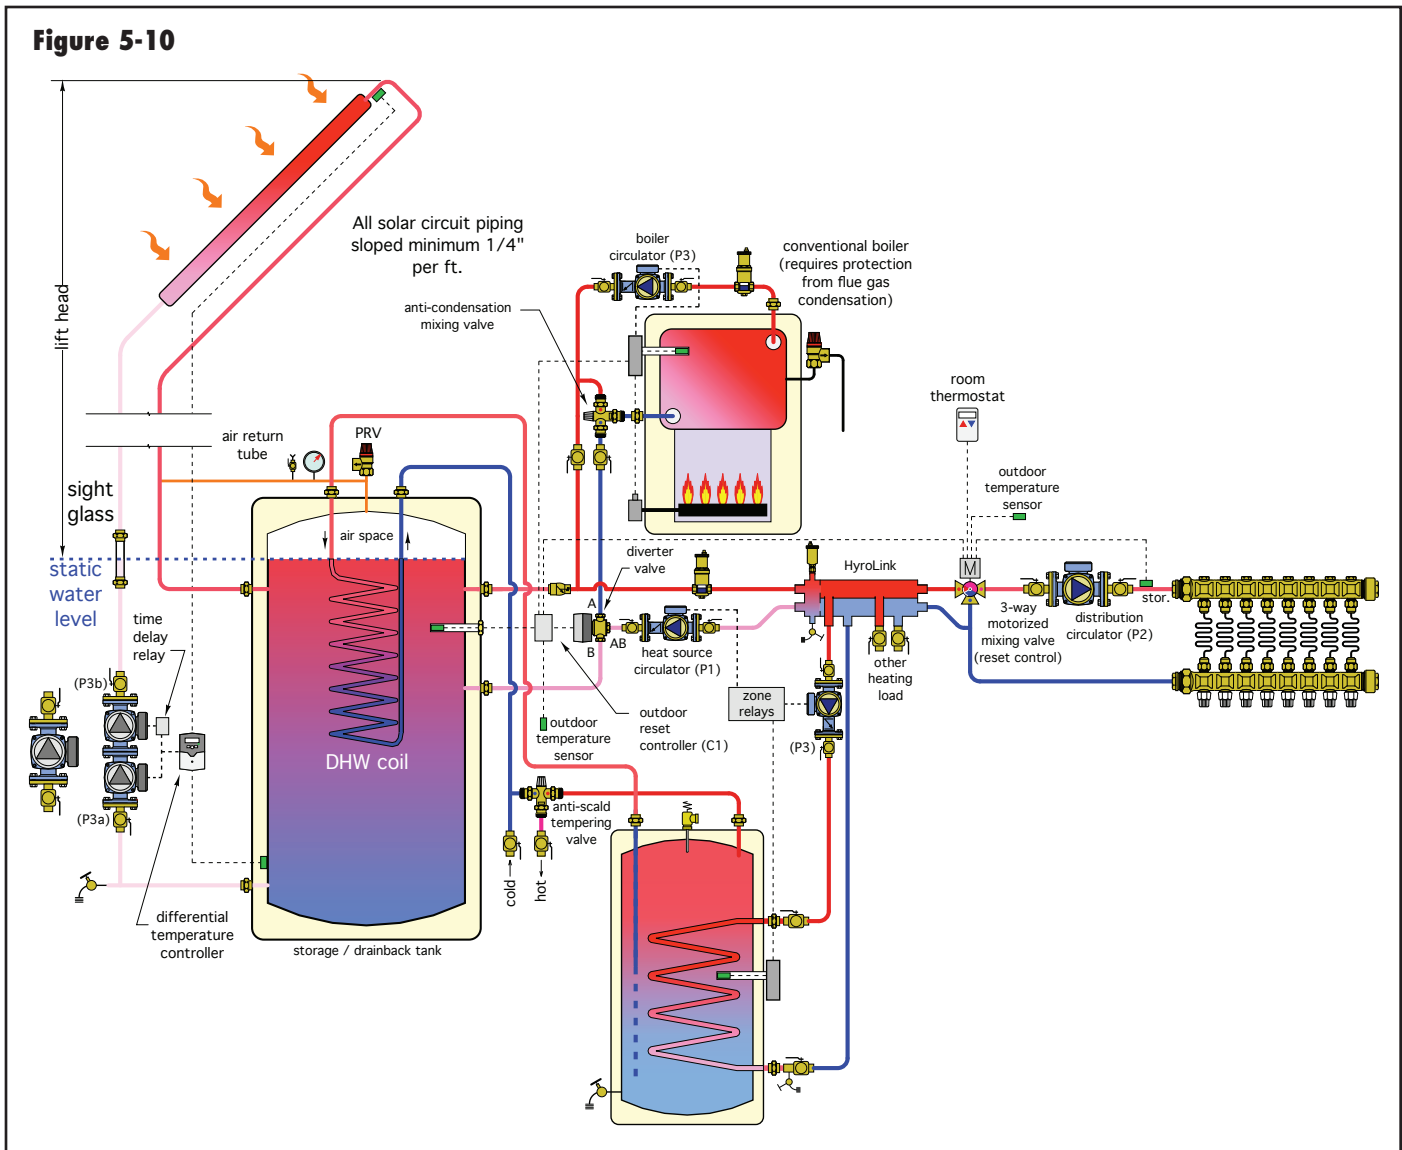 Figure 5-10
lift head
All solar circuit piping
sloped minimum 1/4"
per ft.
boiler
circulator (P3)
conventional boiler
(requires protection
from flue gas
condensation)
anti-condensation
mixing valve
room
thermostat
air return
tube
PRV
outdoor
temperature
sensor
sight
glass
air space
static
water
level
diverter
valve
HyroLink
M
A
B
AB
stor.
time
delay
relay
heat source
circulator (P1)
3-way
motorized
mixing valve
(reset control)
distribution
circulator (P2)
other
heating
load
(P3b)
zone
relays
outdoor
temperature
sensor
outdoor
reset
controller (C1)
(P3)
DHW coil
(P3a)
anti-scald
tempering
valve
cold
hot
differential
temperature
controller
storage / drainback tank